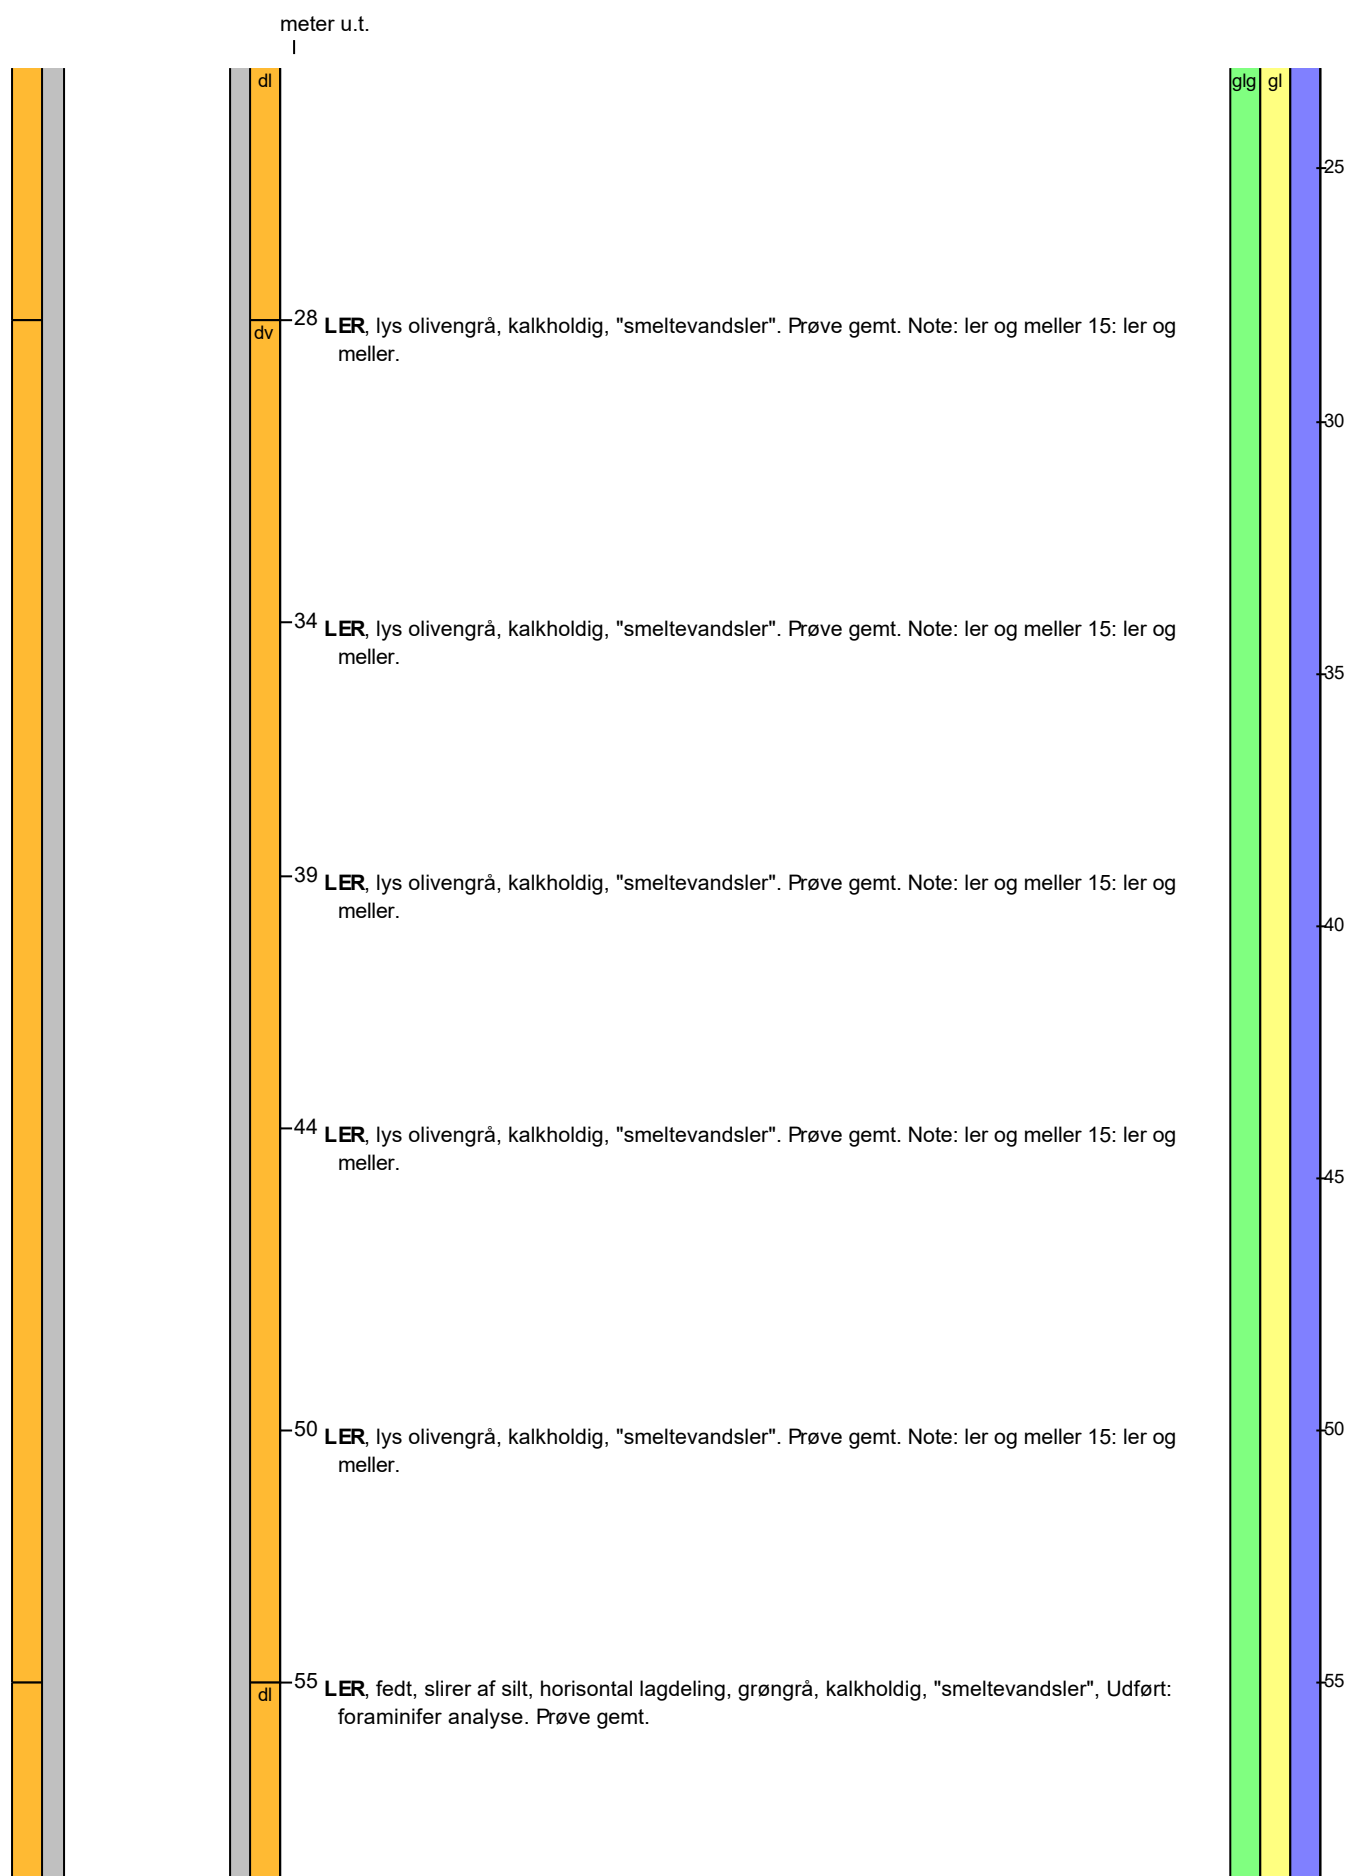 meter u.t.
dl
glg gl
25
28 LER, lys olivengrå, kalkholdig, "smeltevandsler". Prøve gemt. Note: ler og meller 15: ler og
dv
meller.
30
34 LER, lys olivengrå, kalkholdig, "smeltevandsler". Prøve gemt. Note: ler og meller 15: ler og
meller.
35
39 LER, lys olivengrå, kalkholdig, "smeltevandsler". Prøve gemt. Note: ler og meller 15: ler og
meller.
40
44 LER, lys olivengrå, kalkholdig, "smeltevandsler". Prøve gemt. Note: ler og meller 15: ler og
meller.
45
50 LER, lys olivengrå, kalkholdig, "smeltevandsler". Prøve gemt. Note: ler og meller 15: ler og
50
meller.
55 LER, fedt, slirer af silt, horisontal lagdeling, grøngrå, kalkholdig, "smeltevandsler", Udført:
55
dl
foraminifer analyse. Prøve gemt.